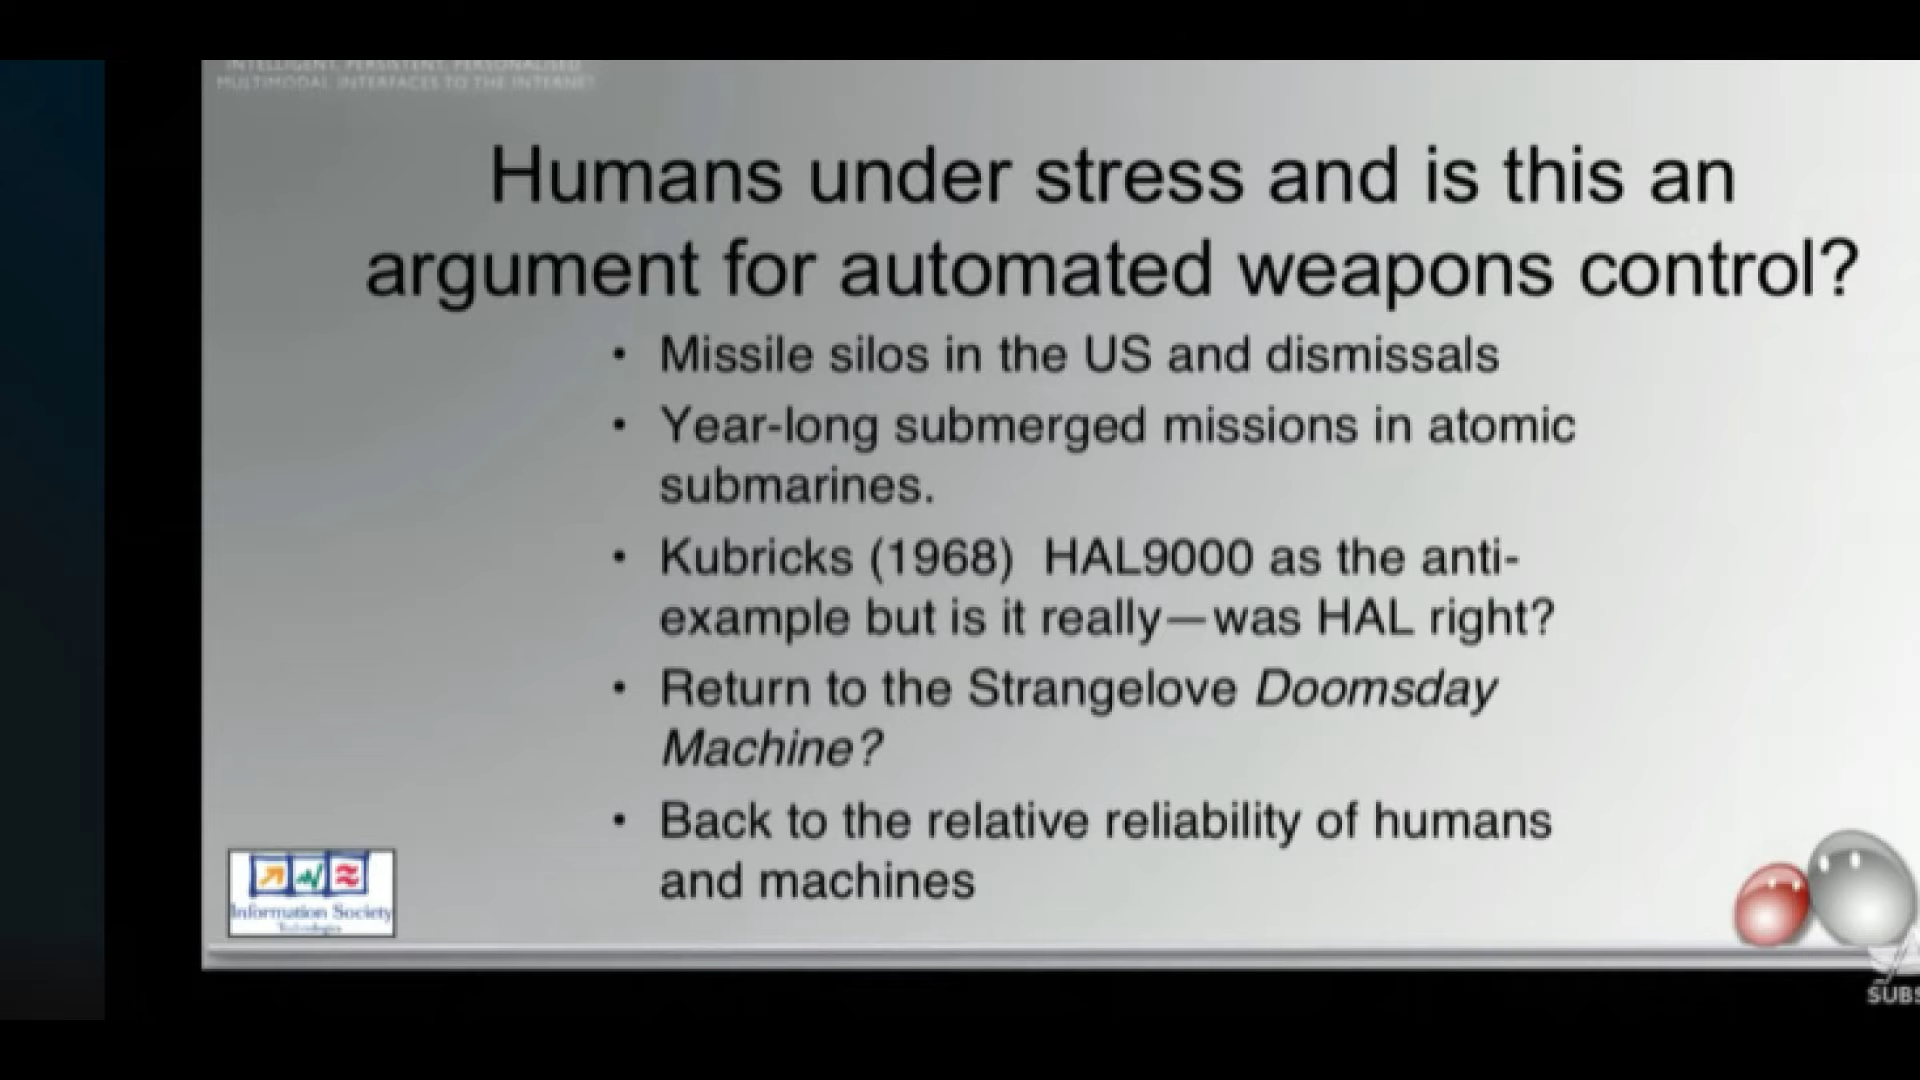 INTELLIGENT, PERSISTENT, PERSONALISED
MULTIMODAL INTERFACES TO THE INTERNET
Humans under stress and is this an
argument for automated weapons control?
• Missile silos in the US and dismissals
• Year-long submerged missions in atomic
submarines.
• Kubricks (1968) HAL9000 as the anti-
example but is it really—was HAL right?
• Return to the Strangelove Doomsday
Machine?
• Back to the relative reliability of humans
and machines
Information Society
Technologies
SUBS